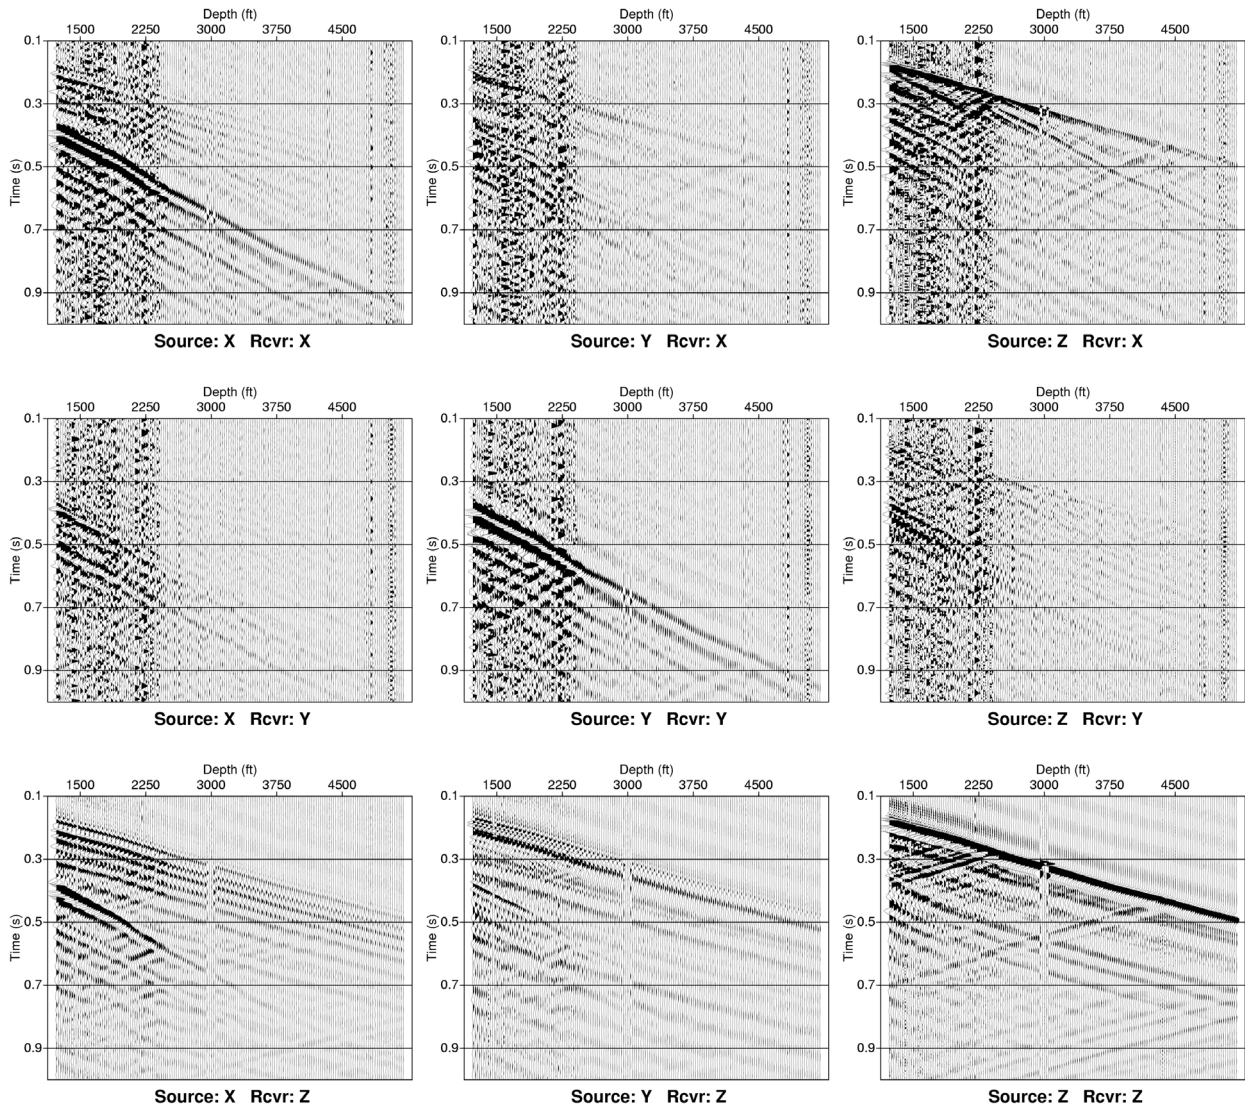 Depth (ft) Depth (ft) Depth (ft)
1500 2250 3000 3750 4500 1500 2250 3000 3750 4500 1500 2250 3000 3750 4500
0.1 0.1 0.1
0.3 0.3 0.3
Time (s) Time (s) Time (s)
0.5 0.5 0.5
0.7 0.7 0.7
0.9 0.9 0.9
Source: X Rcvr: X Source: Y Rcvr: X Source: Z Rcvr: X
Depth (ft) Depth (ft) Depth (ft)
1500 2250 3000 3750 4500 1500 2250 3000 3750 4500 1500 2250 3000 3750 4500
0.1 0.1 0.1
0.3 0.3 0.3
Time (s) Time (s) Time (s)
0.5 0.5 0.5
0.7 0.7 0.7
0.9 0.9 0.9
Source: X Rcvr: Y Source: Y Rcvr: Y Source: Z Rcvr: Y
Depth (ft) Depth (ft) Depth (ft)
1500 2250 3000 3750 4500 1500 2250 3000 3750 4500 1500 2250 3000 3750 4500
0.1 0.1 0.1
0.3 0.3 0.3
Time (s) Time (s) Time (s)
0.5 0.5 0.5
0.7 0.7 0.7
0.9 0.9 0.9
Source: X Rcvr: Z Source: Y Rcvr: Z Source: Z Rcvr: Z